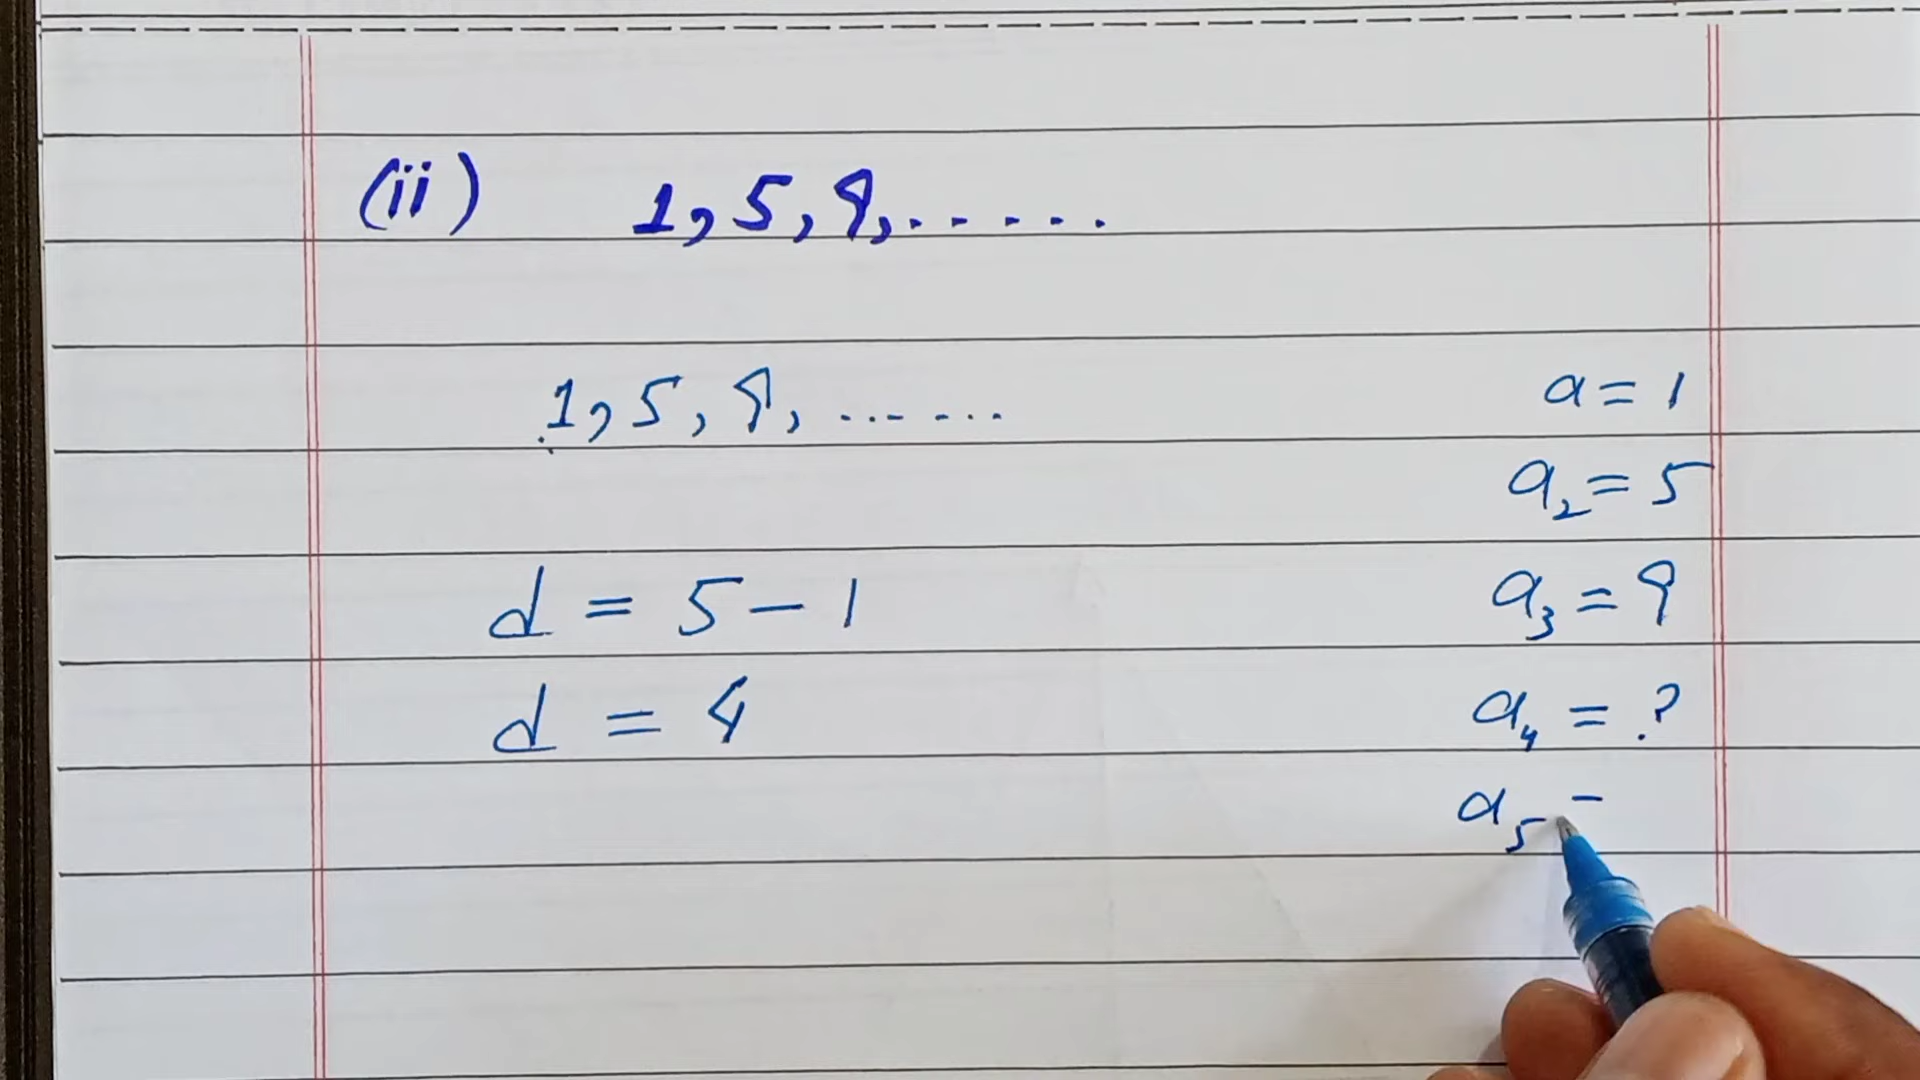 (ii) 1, 5, 9, . . . . .
1, 5, 9, . . . . . .
a = 1
a₂ = 5
d = 5 - 1
a₃ = 9
d = 4
a₄ = ?
a₅ =